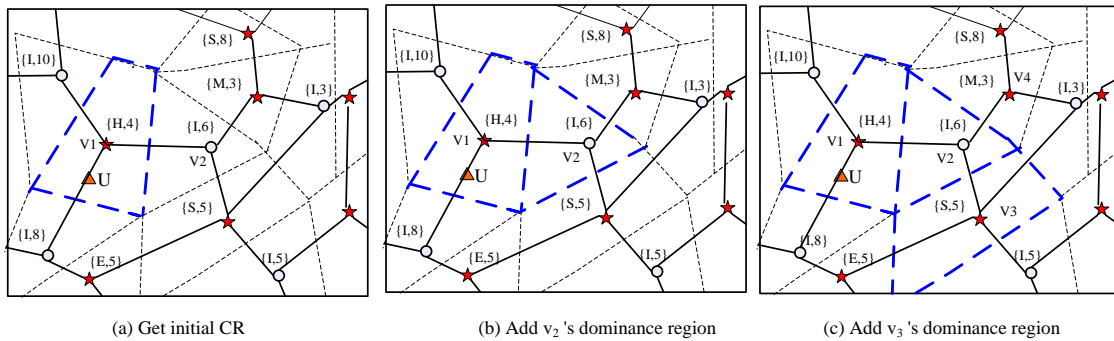 {S,8}
{I,10}
{M,3}
{I,3}
{H,4}
{I,6}
V1
V2
U
{S,5}
{I,8}
{E,5}
{I,5}
(a) Get initial CR
{S,8}
{I,10}
{M,3}
{I,3}
{H,4}
{I,6}
V1
V2
U
{S,5}
{I,8}
{E,5}
{I,5}
(b) Add v2 's dominance region
{S,8}
{I,10}
{M,3}
V4
{I,3}
{H,4}
{I,6}
V1
V2
U
{S,5}
V3
{I,8}
{E,5}
{I,5}
(c) Add v3 's dominance region